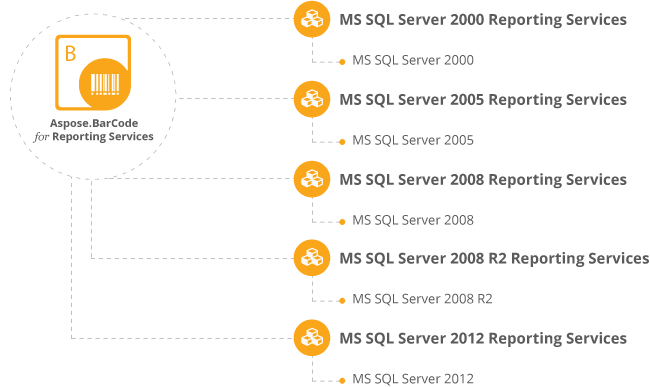 B
Aspose.BarCode
for Reporting Services
MS SQL Server 2000 Reporting Services
MS SQL Server 2000
MS SQL Server 2005 Reporting Services
MS SQL Server 2005
MS SQL Server 2008 Reporting Services
MS SQL Server 2008
MS SQL Server 2008 R2 Reporting Services
MS SQL Server 2008 R2
MS SQL Server 2012 Reporting Services
MS SQL Server 2012